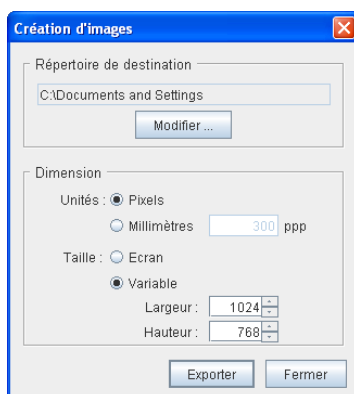 Création d'images
Répertoire de destination
C:\Documents and Settings
Modifier ...
Dimension
Unités : Pixels
Millimètres 300 ppp
Taille : Ecran
Variable
Largeur : 1024
Hauteur : 768
Exporter Fermer